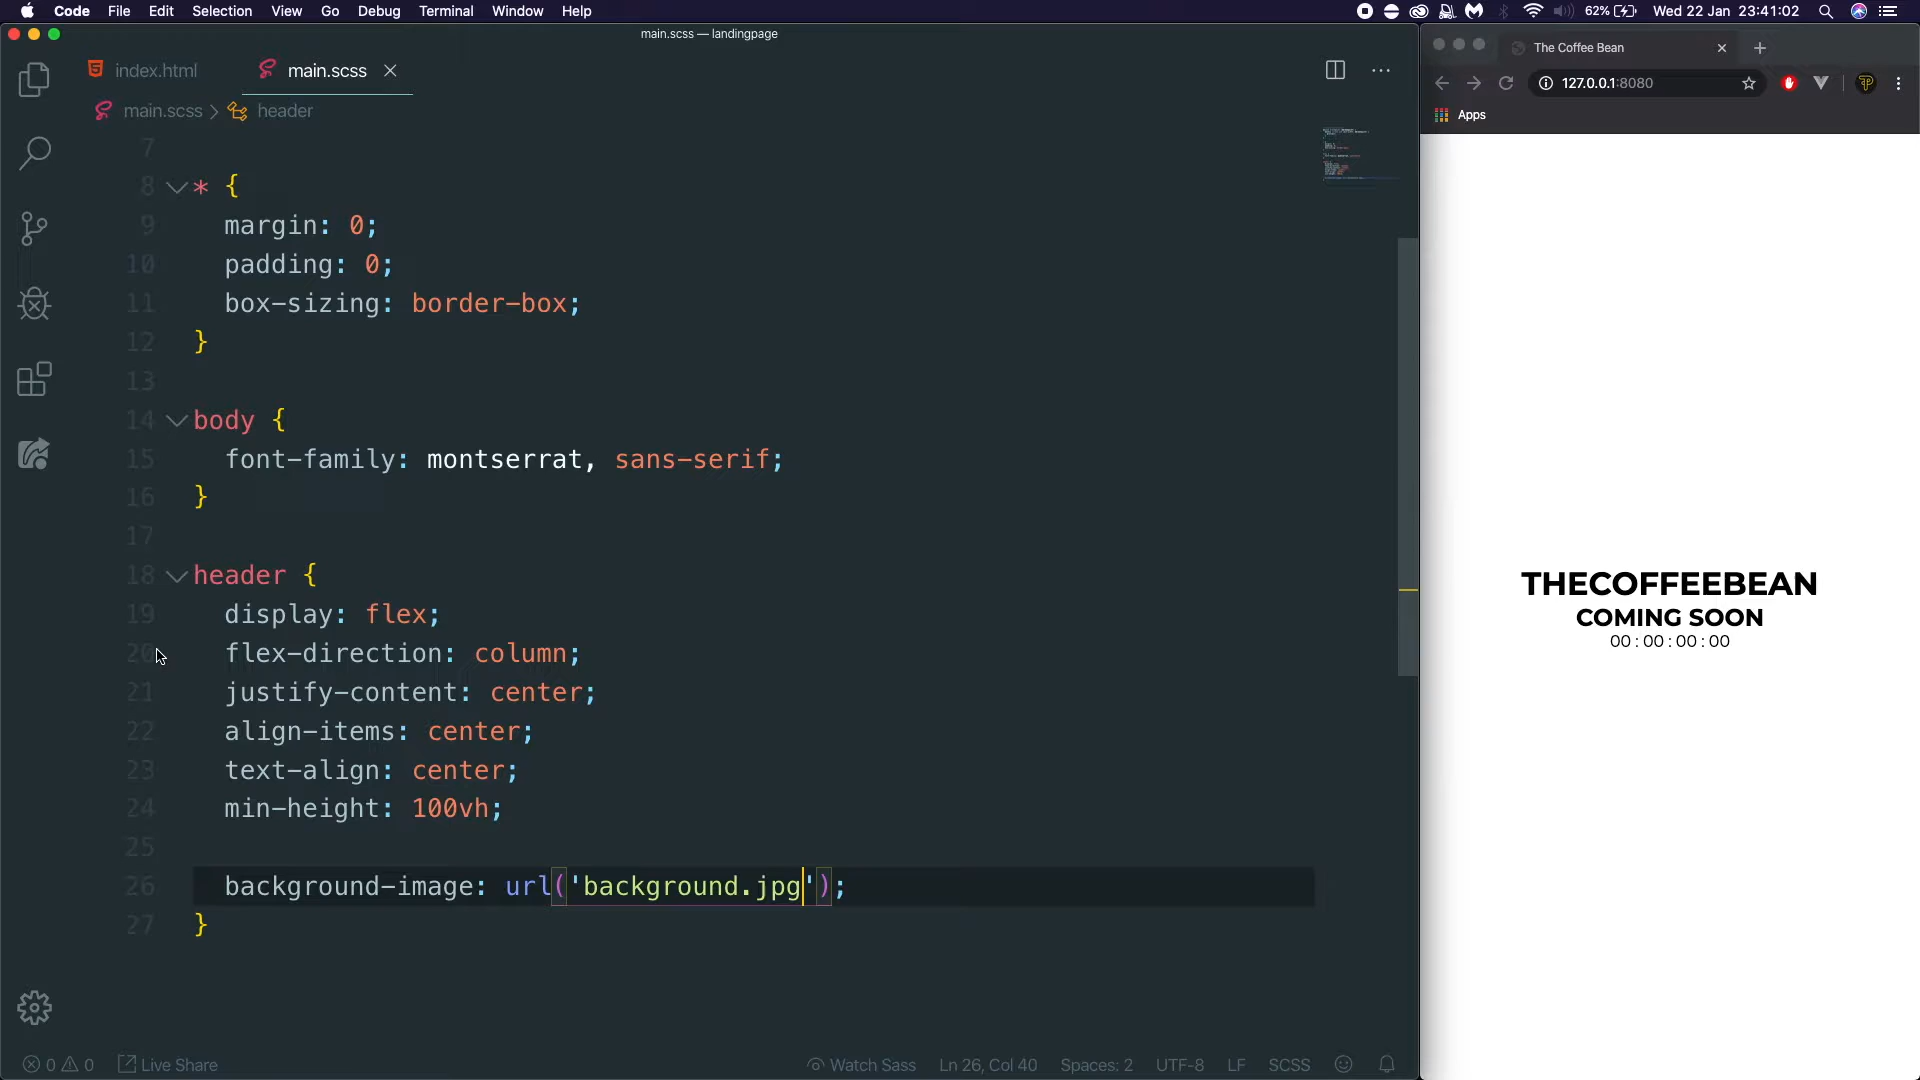 Code File Edit Selection View Go Debug Terminal Window Help
62% Wed 22 Jan 23:41:02
main.scss — landingpage
index.html main.scss
main.scss > header
7
8 * {
9 margin: 0;
10 padding: 0;
11 box-sizing: border-box;
12 }
13
14 body {
15 font-family: montserrat, sans-serif;
16 }
17
18 header {
19 display: flex;
20 flex-direction: column;
21 justify-content: center;
22 align-items: center;
23 text-align: center;
24 min-height: 100vh;
25
26 background-image: url('background.jpg');
27 }
0 0 Live Share Watch Sass Ln 26, Col 40 Spaces: 2 UTF-8 LF SCSS
The Coffee Bean
127.0.0.1:8080
Apps
THECOFFEEBEAN
COMING SOON
00 : 00 : 00 : 00